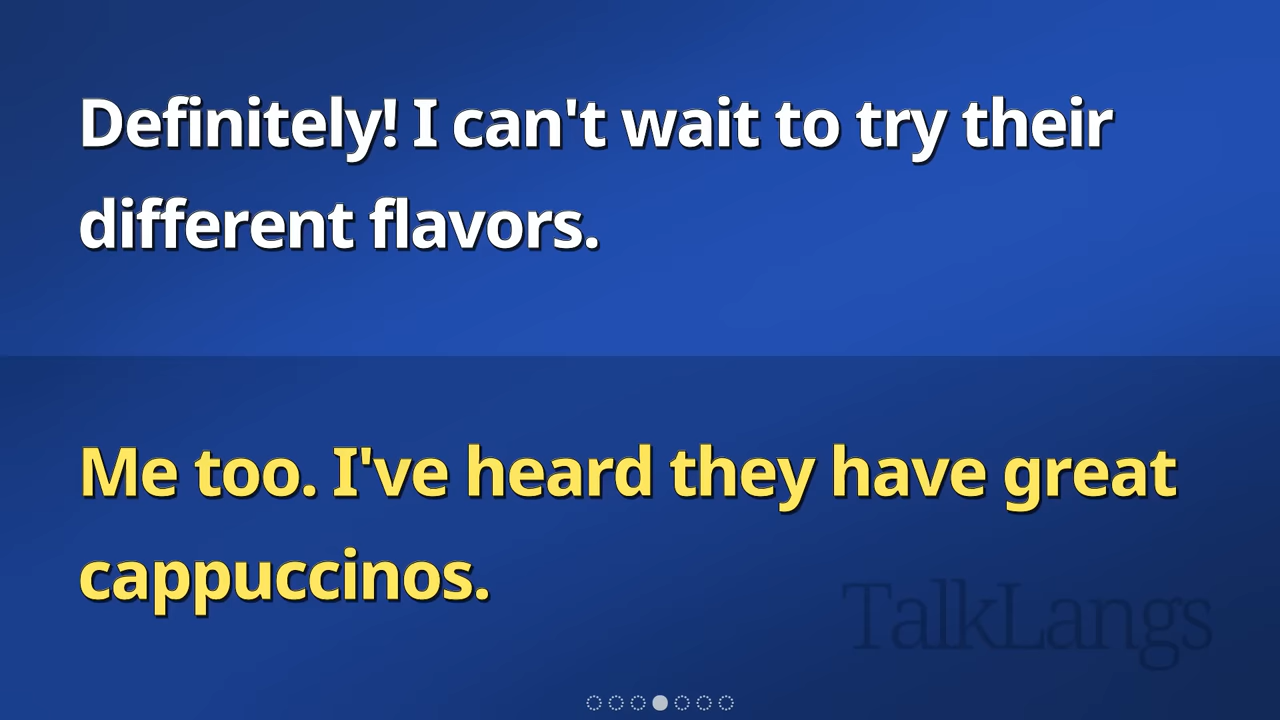 Definitely! I can't wait to try their
different flavors.
Me too. I've heard they have great
cappuccinos.
TalkLangs